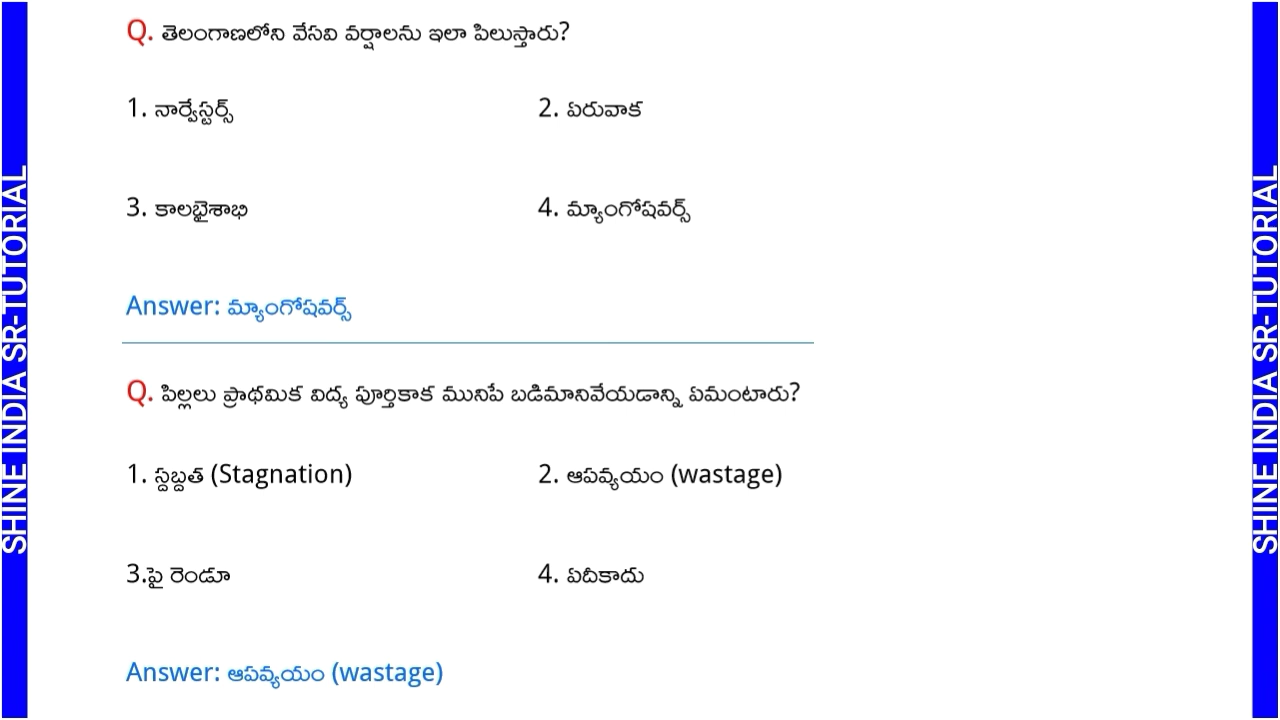 SHINE INDIA SR-TUTORIAL
Q. తెలంగాణలోని వేసవి వర్షాలను ఇలా పిలుస్తారు?
1. నార్వేస్టర్స్ 2. ఏరువాక
3. కాలభైశాఖి 4. మ్యాంగోషవర్స్
Answer: మ్యాంగోషవర్స్
Q. పిల్లలు ప్రాథమిక విద్య పూర్తికాక మునిపే బడిమానివేయడాన్ని ఏమంటారు?
1. స్దబ్దత (Stagnation) 2. ఆపవ్యయం (wastage)
3.పై రెండూ 4. ఏదీకాదు
Answer: ఆపవ్యయం (wastage)
SHINE INDIA SR-TUTORIAL